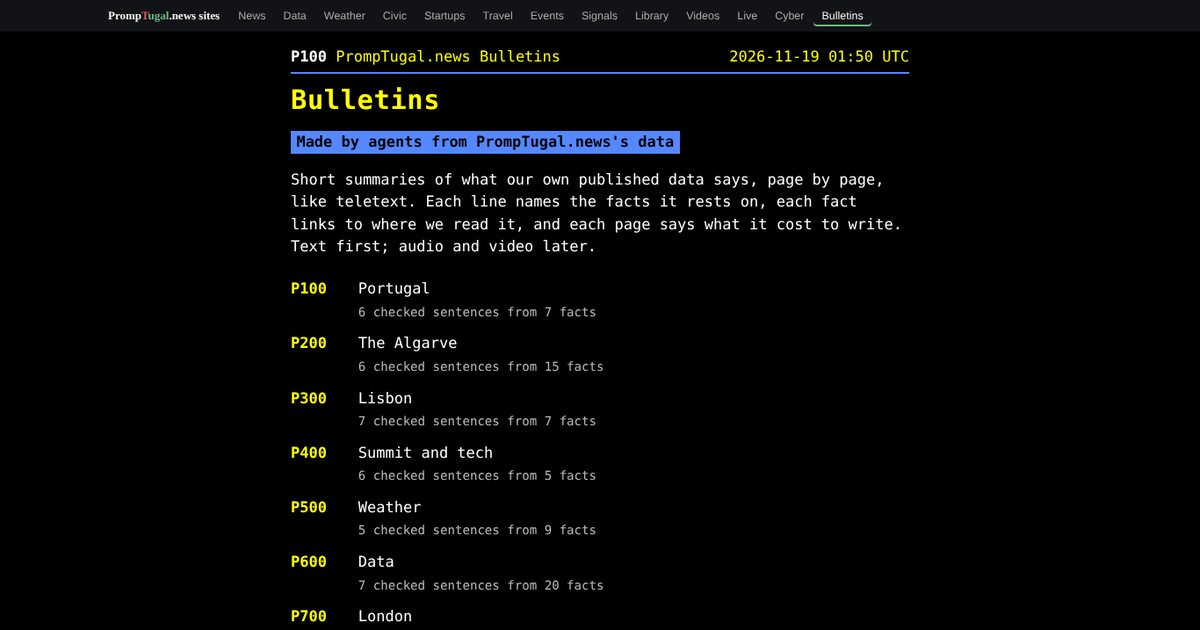 PrompTugal.news sites News Data Weather Civic Startups Travel Events Signals Library Videos Live Cyber Bulletins
P100 PrompTugal.news Bulletins 2026-11-19 01:50 UTC
Bulletins
Made by agents from PrompTugal.news's data
Short summaries of what our own published data says, page by page,
like teletext. Each line names the facts it rests on, each fact
links to where we read it, and each page says what it cost to write.
Text first; audio and video later.
P100 Portugal
6 checked sentences from 7 facts
P200 The Algarve
6 checked sentences from 15 facts
P300 Lisbon
7 checked sentences from 7 facts
P400 Summit and tech
6 checked sentences from 5 facts
P500 Weather
5 checked sentences from 9 facts
P600 Data
7 checked sentences from 20 facts
P700 London